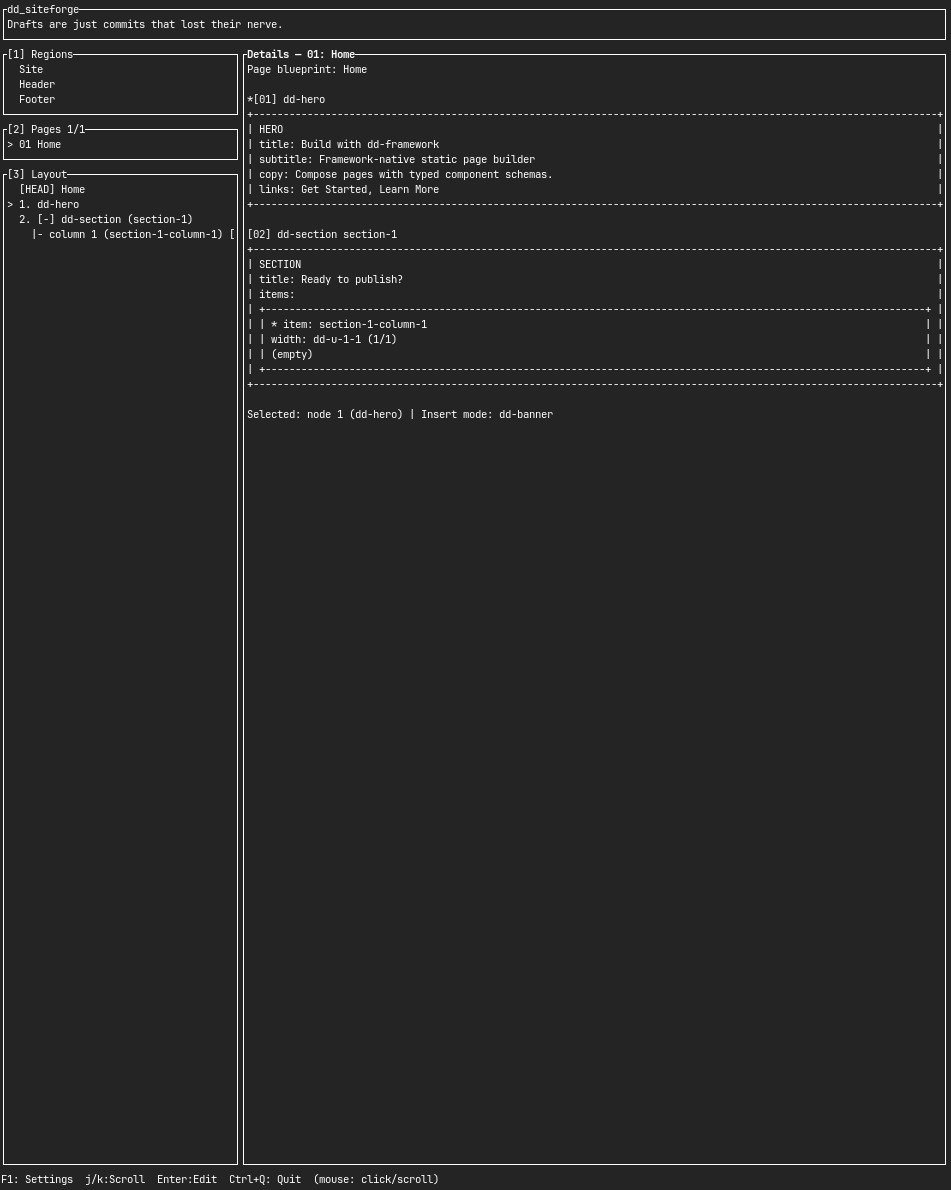 dd_siteforge
Drafts are just commits that lost their nerve.
[1] Regions
Site
Header
Footer
[2] Pages 1/1
> 01 Home
[3] Layout
[HEAD] Home
> 1. dd-hero
2. [-] dd-section (section-1)
|- column 1 (section-1-column-1) [
Details — 01: Home
Page blueprint: Home
*[01] dd-hero
| HERO |
| title: Build with dd-framework |
| subtitle: Framework-native static page builder |
| copy: Compose pages with typed component schemas. |
| links: Get Started, Learn More |
[02] dd-section section-1
| SECTION |
| title: Ready to publish? |
| items: |
| | * item: section-1-column-1 | |
| | width: dd-u-1-1 (1/1) | |
| | (empty) | |
Selected: node 1 (dd-hero) | Insert mode: dd-banner
F1: Settings  j/k:Scroll  Enter:Edit  Ctrl+Q: Quit  (mouse: click/scroll)